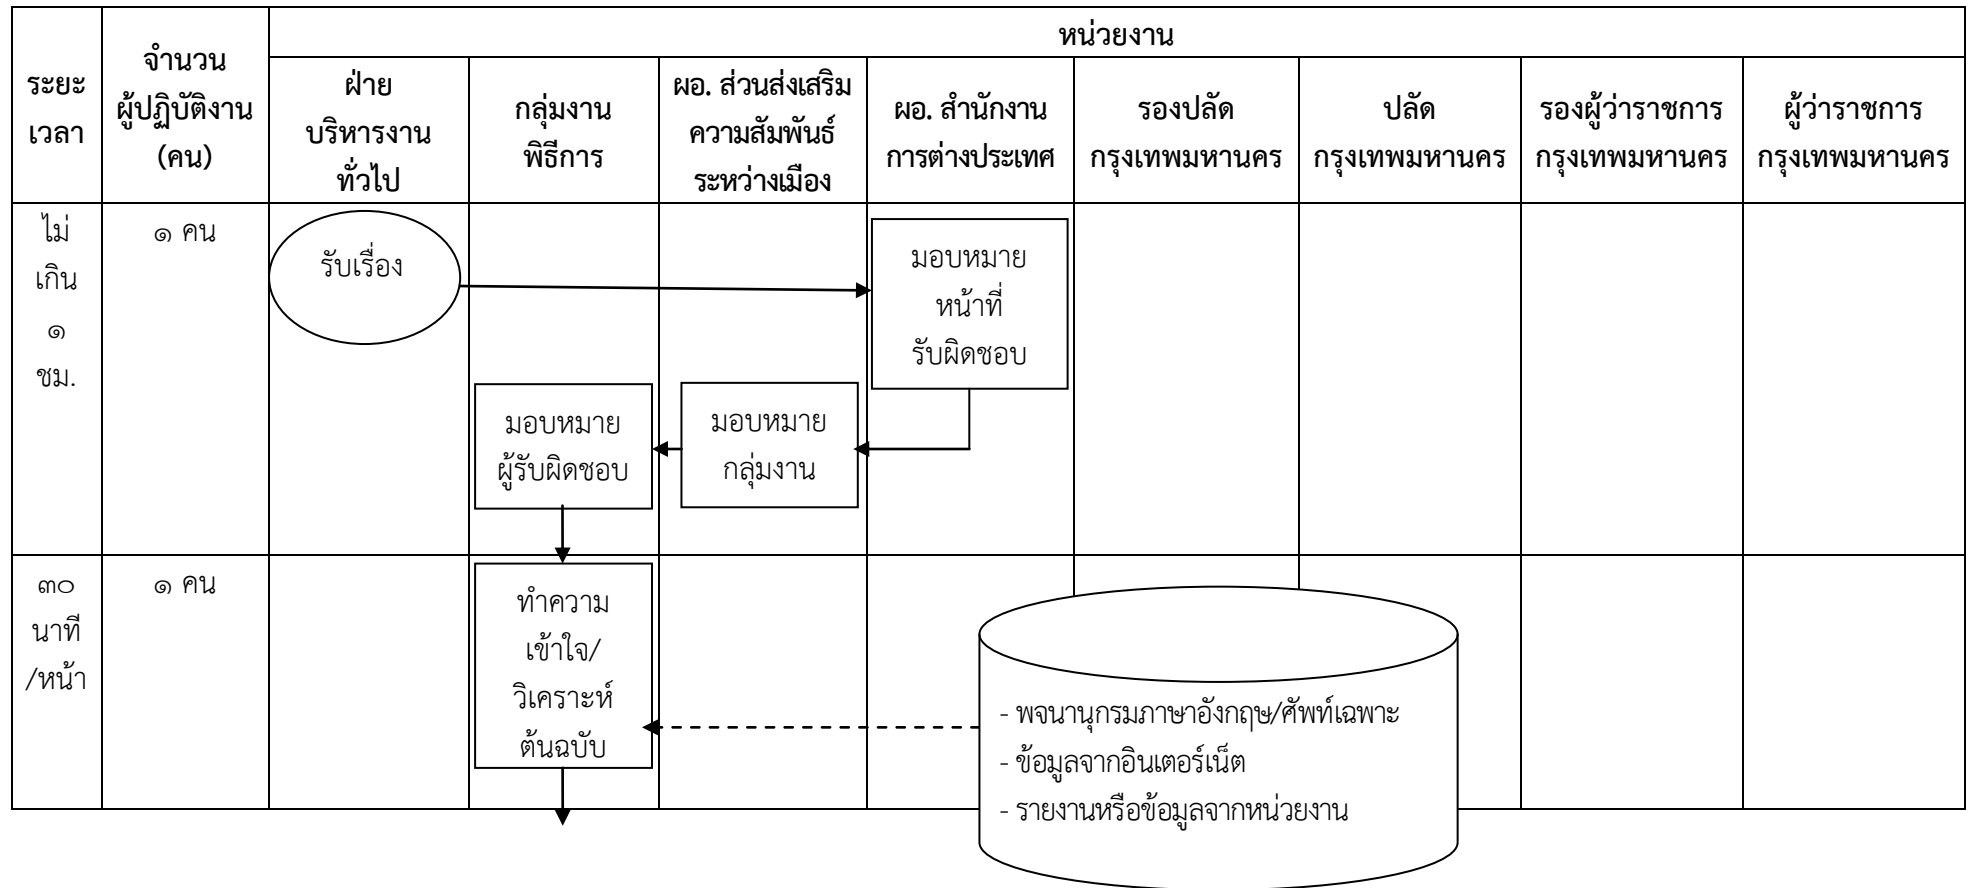 หน่วยงาน
ระยะ
เวลา
จำนวน
ผู้ปฏิบัติงาน
(คน)
ฝ่าย
บริหารงาน
ทั่วไป
กลุ่มงาน
พิธีการ
ผอ. ส่วนส่งเสริม
ความสัมพันธ์
ระหว่างเมือง
ผอ. สำนักงาน
การต่างประเทศ
รองปลัด
กรุงเทพมหานคร
ปลัด
กรุงเทพมหานคร
รองผู้ว่าราชการ
กรุงเทพมหานคร
ผู้ว่าราชการ
กรุงเทพมหานคร
ไม่
เกิน
๑
ชม.
๑ คน
รับเรื่อง
มอบหมาย
หน้าที่
รับผิดชอบ
มอบหมาย
กลุ่มงาน
มอบหมาย
ผู้รับผิดชอบ
๓๐
นาที
/หน้า
๑ คน
ทำความ
เข้าใจ/
วิเคราะห์
ต้นฉบับ
- พจนานุกรมภาษาอังกฤษ/ศัพท์เฉพาะ
- ข้อมูลจากอินเตอร์เน็ต
- รายงานหรือข้อมูลจากหน่วยงาน